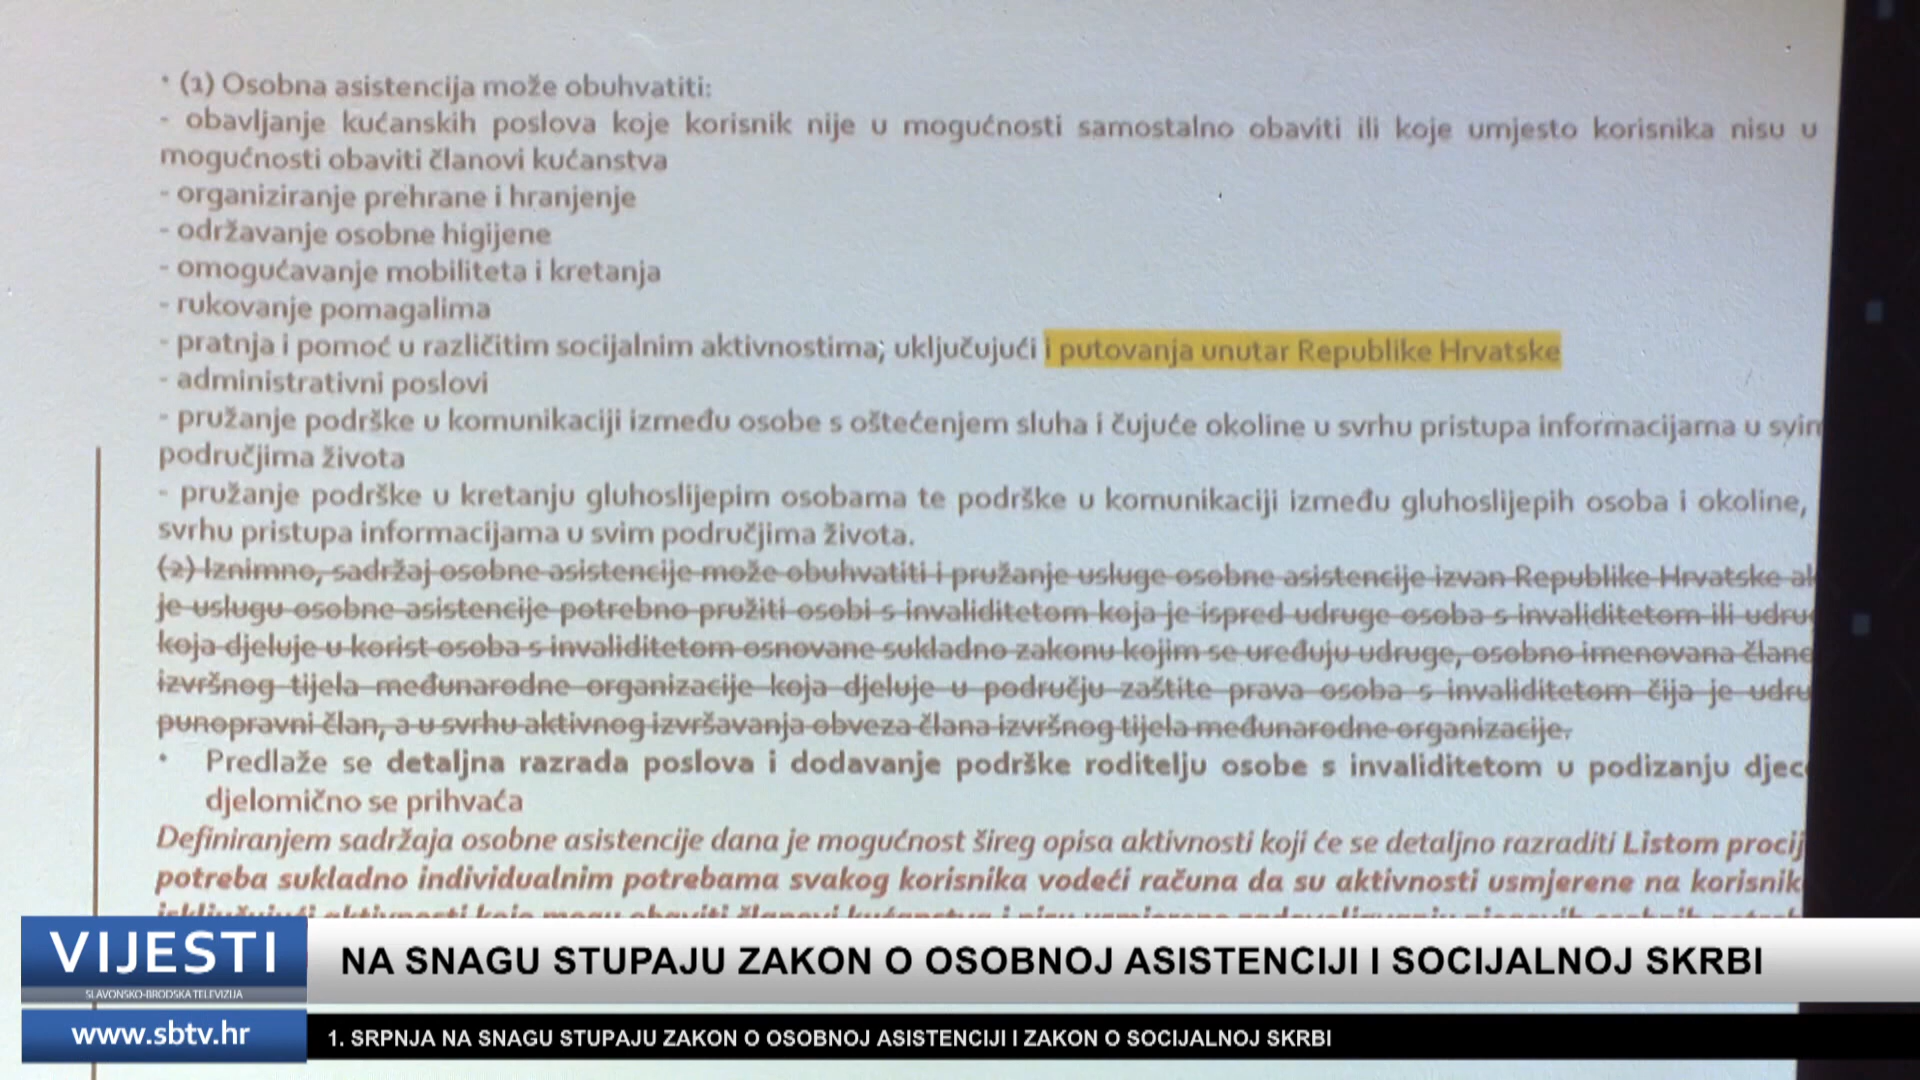 • (1) Osobna asistencija može obuhvatiti:
- obavljanje kućanskih poslova koje korisnik nije u mogućnosti samostalno obaviti ili koje umjesto korisnika nisu u
mogućnosti obaviti članovi kućanstva
- organiziranje prehrane i hranjenje
- održavanje osobne higijene
- omogućavanje mobiliteta i kretanja
- rukovanje pomagalima
- pratnja i pomoć u različitim socijalnim aktivnostima; uključujući i putovanja unutar Republike Hrvatske
- administrativni poslovi
- pružanje podrške u komunikaciji između osobe s oštećenjem sluha i čujuće okoline u svrhu pristupa informacijama u svim
područjima života
- pružanje podrške u kretanju gluhoslijepim osobama te podrške u komunikaciji između gluhoslijepih osoba i okoline,
svrhu pristupa informacijama u svim područjima života.
(2) Iznimno, sadržaj osobne asistencije može obuhvatiti i pružanje usluge osobne asistencije izvan Republike Hrvatske
je uslugu osobne asistencije potrebno pružiti osobi s invaliditetom koja je ispred udruge osoba s invaliditetom ili
koja djeluje u korist osoba s invaliditetom osnovane sukladno zakonu kojim se uređuju udruge, osobno imenovana
izvršnog tijela međunarodne organizacije koja djeluje u području zaštite prava osoba s invaliditetom čija je
punopravni član, a u svrhu aktivnog izvršavanja obveza člana izvršnog tijela međunarodne organizacije.
• Predlaže se detaljna razrada poslova i dodavanje podrške roditelju osobe s invaliditetom u podizanju
djelomično se prihvaća
Definiranjem sadržaja osobne asistencije dana je mogućnost šireg opisa aktivnosti koji će se detaljno razraditi Listom
potreba sukladno individualnim potrebama svakog korisnika vodeći računa da su aktivnosti usmjerene na
VIJESTI
SLAVONSKO-BRODSKA TELEVIZIJA
www.sbtv.hr
NA SNAGU STUPAJU ZAKON O OSOBNOJ ASISTENCIJI I SOCIJALNOJ SKRBI
1. SRPNJA NA SNAGU STUPAJU ZAKON O OSOBNOJ ASISTENCIJI I ZAKON O SOCIJALNOJ SKRBI